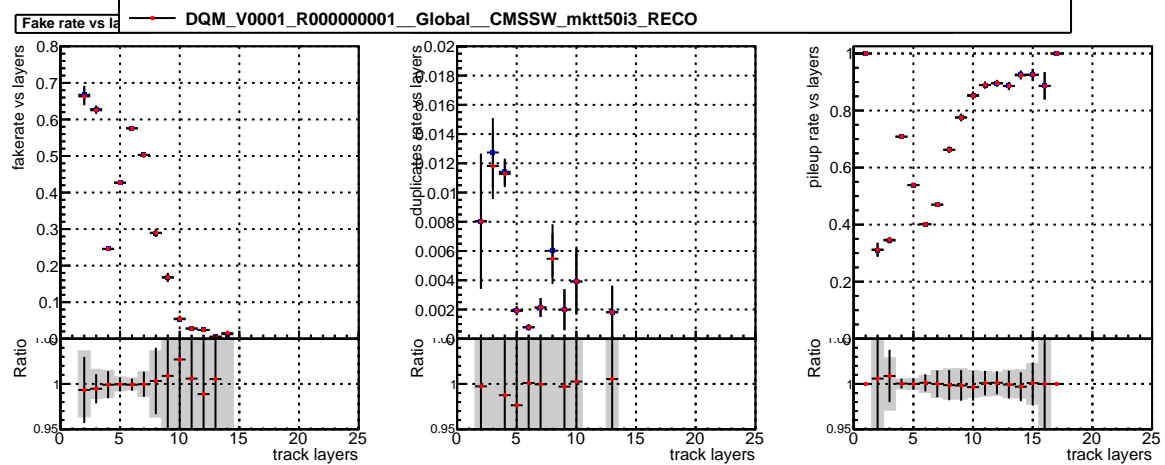 Fake rate vs la
DQM_V0001_R000000001__Global__CMSSW_mktt50i3_RECO
fakerate vs layers
0.8
0.7
0.6
0.5
0.4
0.3
0.2
0.1
0
Ratio
1
0.95
0 5 10 15 20 25
track layers
duplicates rate vs layers
0.02
0.018
0.016
0.014
0.012
0.01
0.008
0.006
0.004
0.002
0
Ratio
1
0.95
0 5 10 15 20 25
track layers
pileup rate vs layers
1
0.8
0.6
0.4
0.2
0
Ratio
1
0.95
0 5 10 15 20 25
track layers